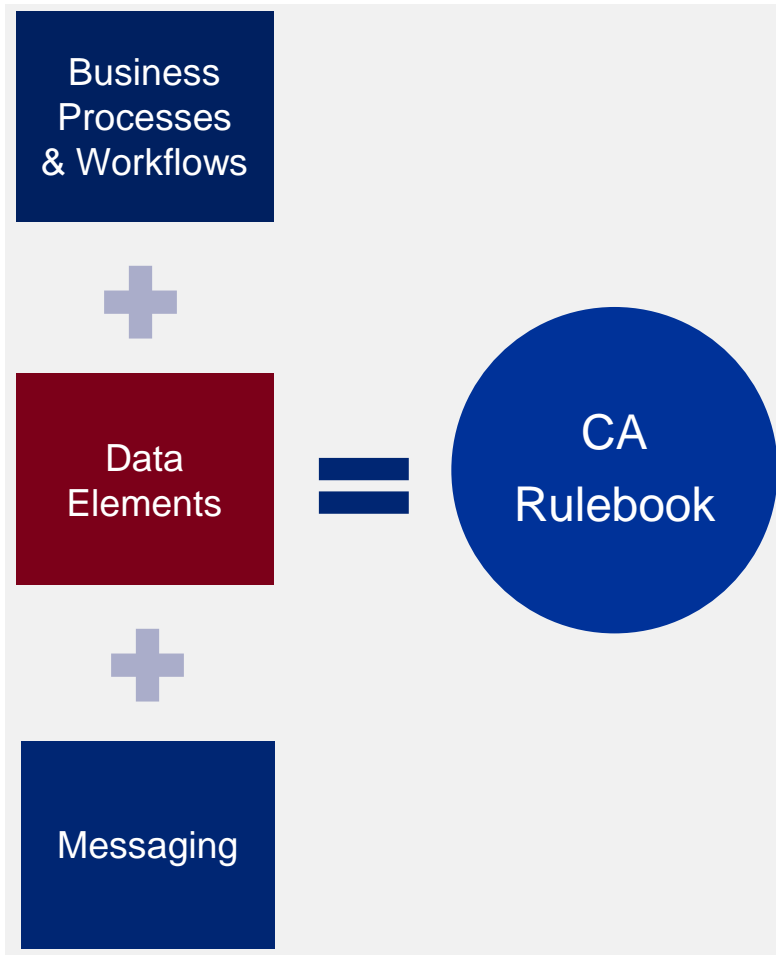 Business
Processes
& Workflows
Data
Elements
CA
Rulebook
Messaging